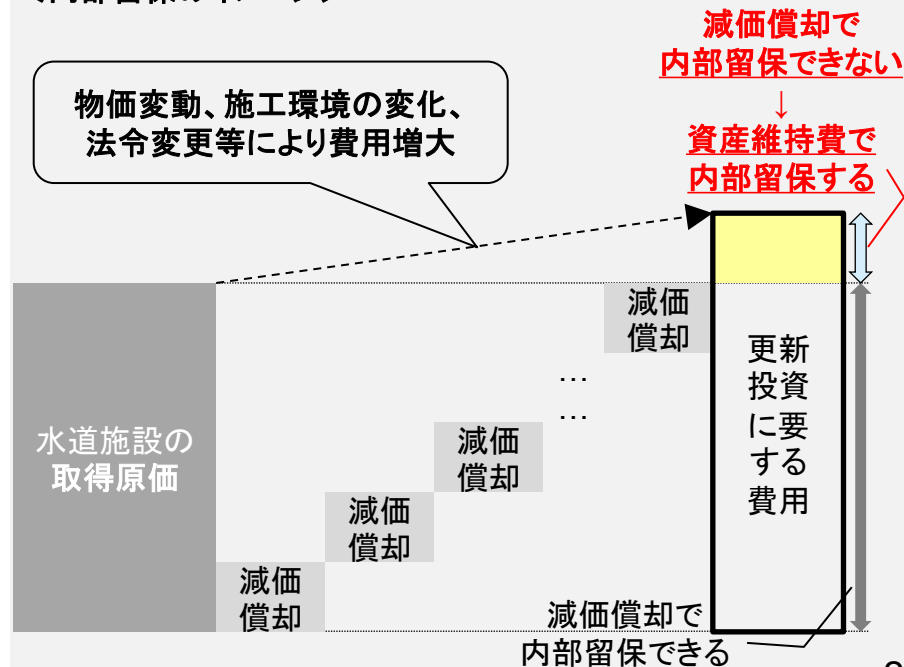 減価償却で
内部留保できない
↓
資産維持費で
内部留保する
物価変動、施工環境の変化、
法令変更等により費用増大
水道施設の
取得原価
減価
償却
減価
償却
減価
償却
…
…
減価
償却
更新
投資
に要
する
費用
減価償却で
内部留保できる